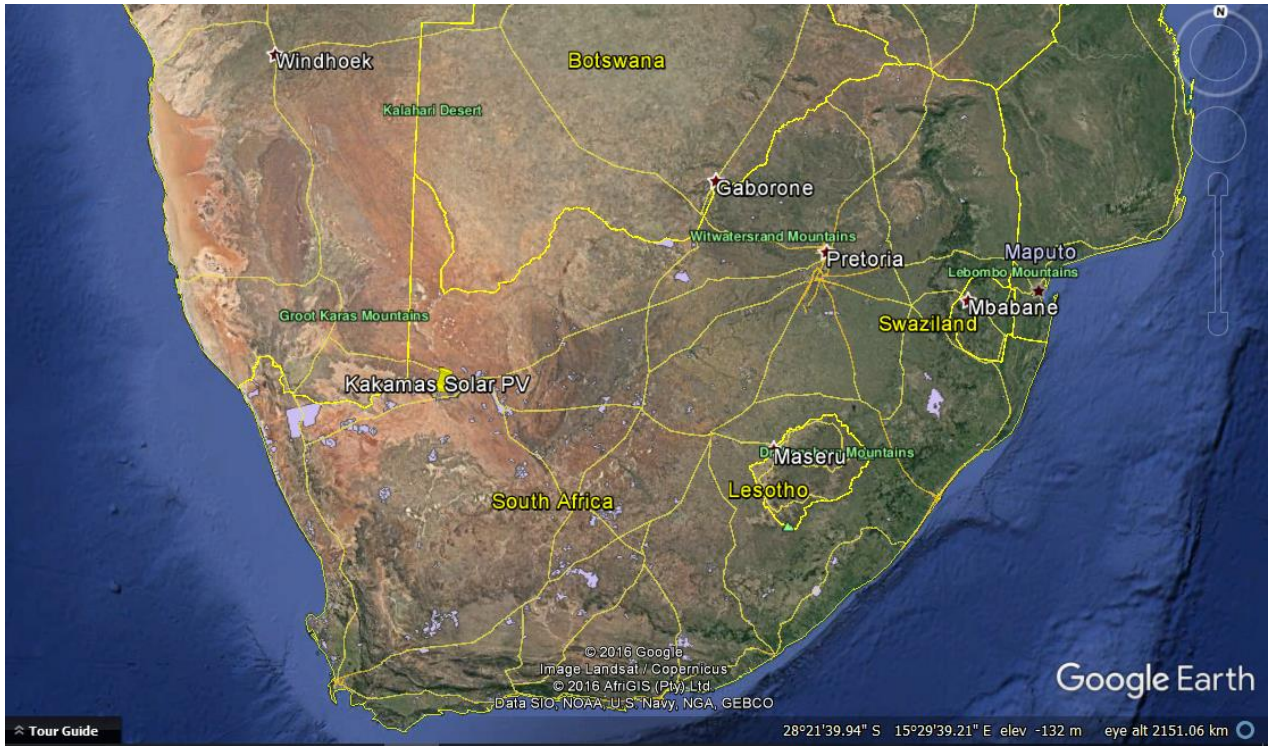 N
Windhoek
Botswana
Kalahari Desert
Gaborone
Witwatersrand Mountains
Pretoria
Maputo
Lebombo Mountains
Mbabane
Swaziland
Groot Karas Mountains
Kakamas Solar PV
Mountains
Maseru
Lesotho
South Africa
© 2016 Google
Image Landsat / Copernicus
© 2016 AfriGIS (Pty) Ltd.
Data SIO, NOAA, U.S. Navy, NGA, GEBCO
Google Earth
Tour Guide
28°21'39.94" S 15°29'39.21" E elev -132 m eye alt 2151.06 km